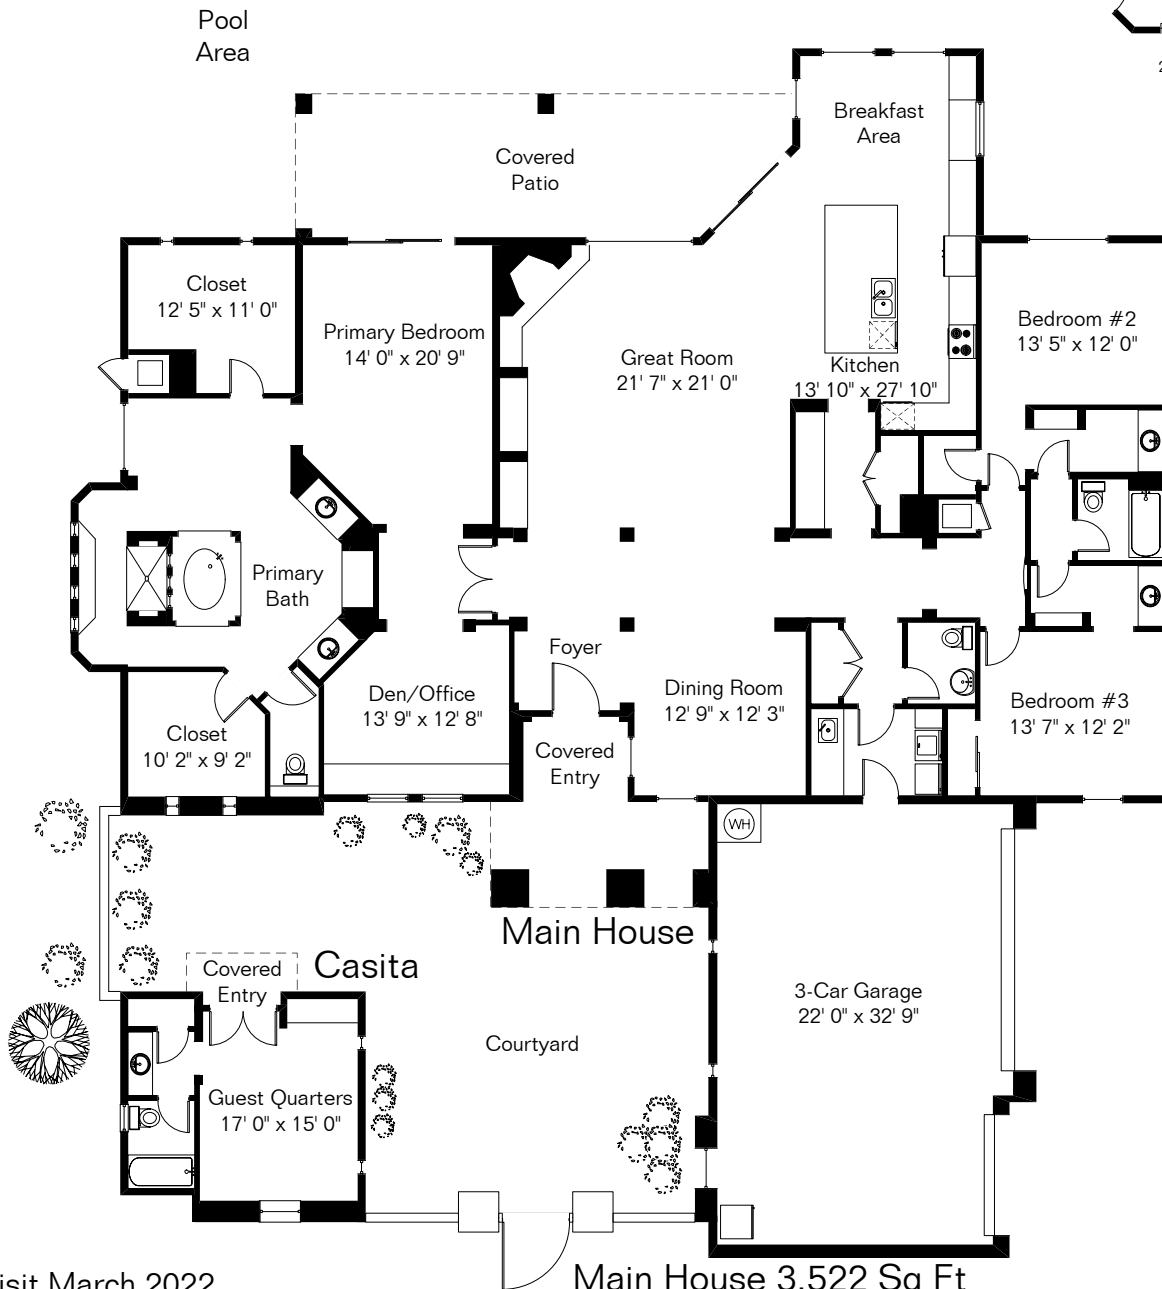 Pool
Area
Breakfast
Area
Covered
Patio
Closet
12' 5" x 11' 0"
Primary Bedroom
14' 0" x 20' 9"
Great Room
21' 7" x 21' 0"
Kitchen
13' 10" x 27' 10"
Bedroom #2
13' 5" x 12' 0"
Primary
Bath
Foyer
Den/Office
13' 9" x 12' 8"
Dining Room
12' 9" x 12' 3"
Bedroom #3
13' 7" x 12' 2"
Closet
10' 2" x 9' 2"
Covered
Entry
WH
Main House
Casita
Covered
Entry
3-Car Garage
22' 0" x 32' 9"
Courtyard
Guest Quarters
17' 0" x 15' 0"
isit March 2022
Main House 3,522 Sq Ft